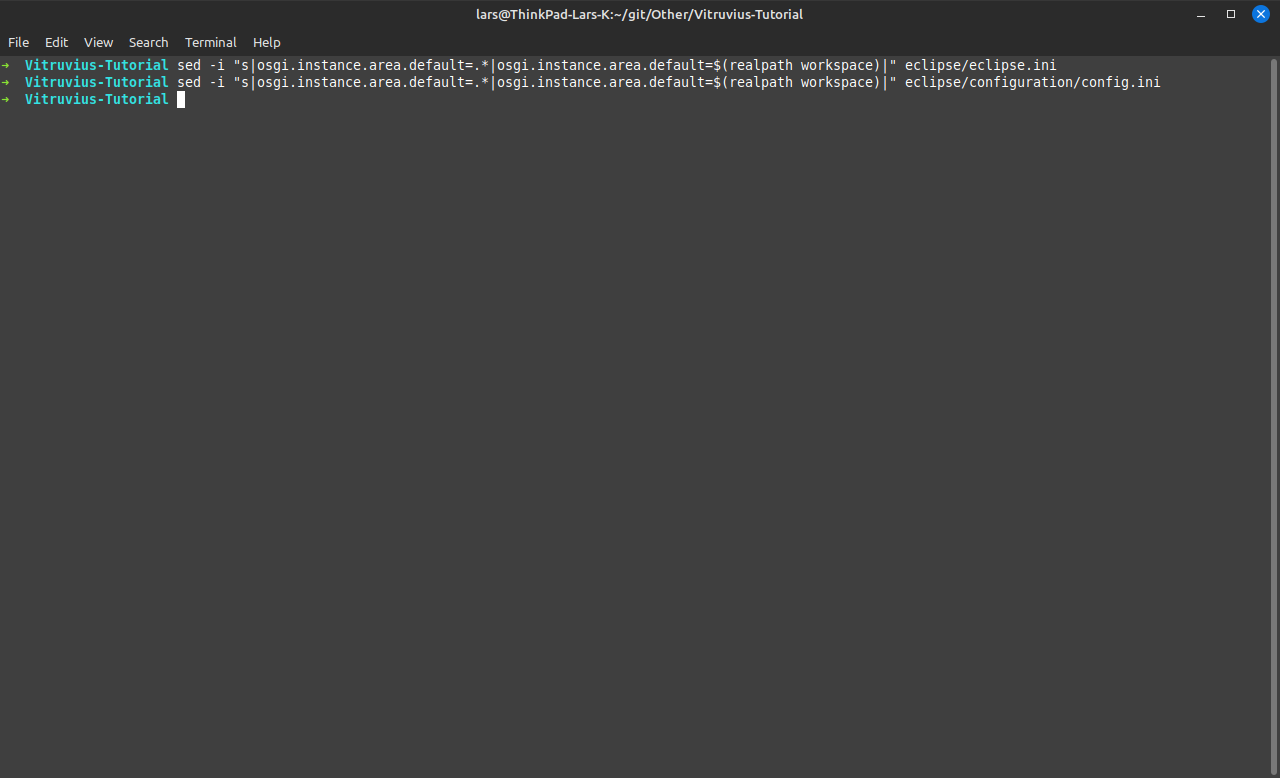 lars@ThinkPad-Lars-K:~/git/Other/Vitruvius-Tutorial
File Edit View Search Terminal Help
➜ Vitruvius-Tutorial sed -i "s|osgi.instance.area.default=.*|osgi.instance.area.default=$(realpath workspace)|" eclipse/eclipse.ini
➜ Vitruvius-Tutorial sed -i "s|osgi.instance.area.default=.*|osgi.instance.area.default=$(realpath workspace)|" eclipse/configuration/config.ini
➜ Vitruvius-Tutorial